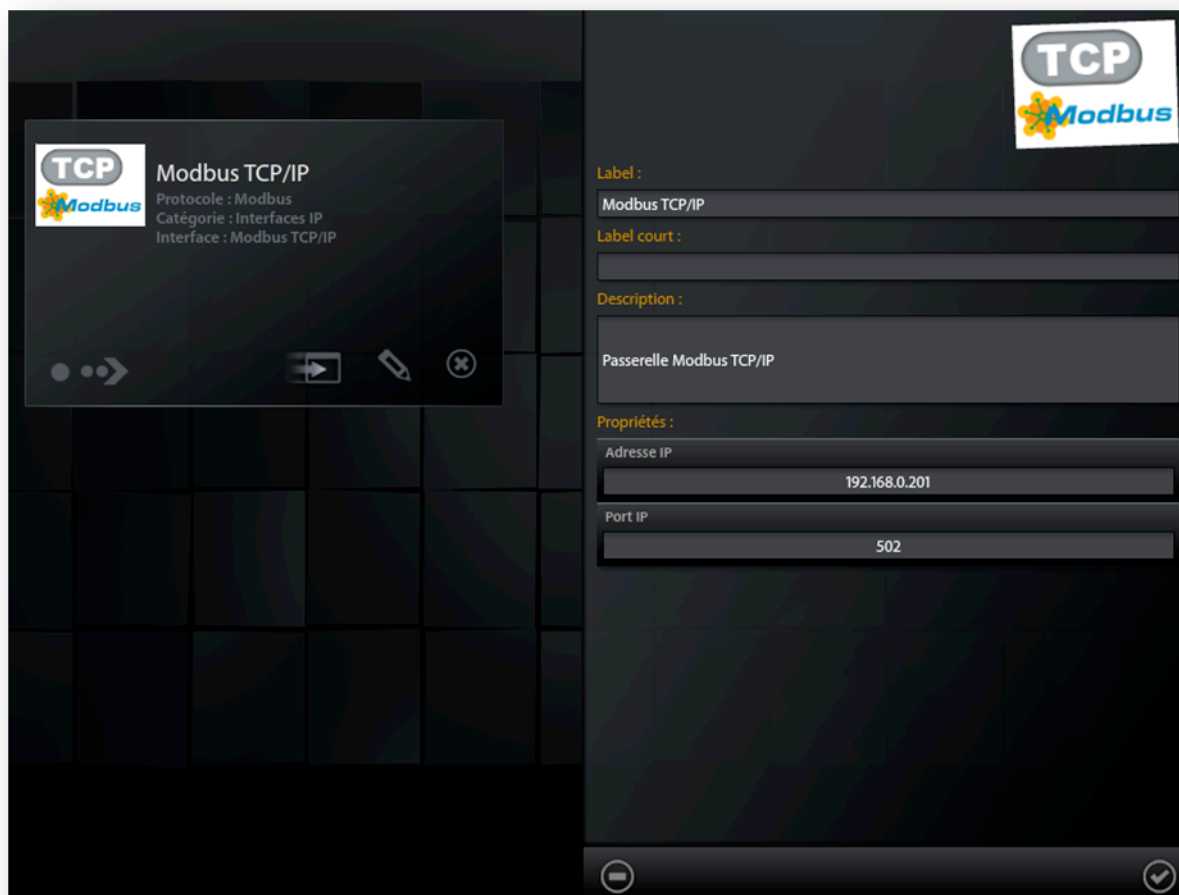 TCP
Modbus
Modbus TCP/IP
Protocole : Modbus
Catégorie : Interfaces IP
Interface : Modbus TCP/IP
TCP
Modbus
Label :
Modbus TCP/IP
Label court :
Description :
Passerelle Modbus TCP/IP
Propriétés :
Adresse IP
192.168.0.201
Port IP
502